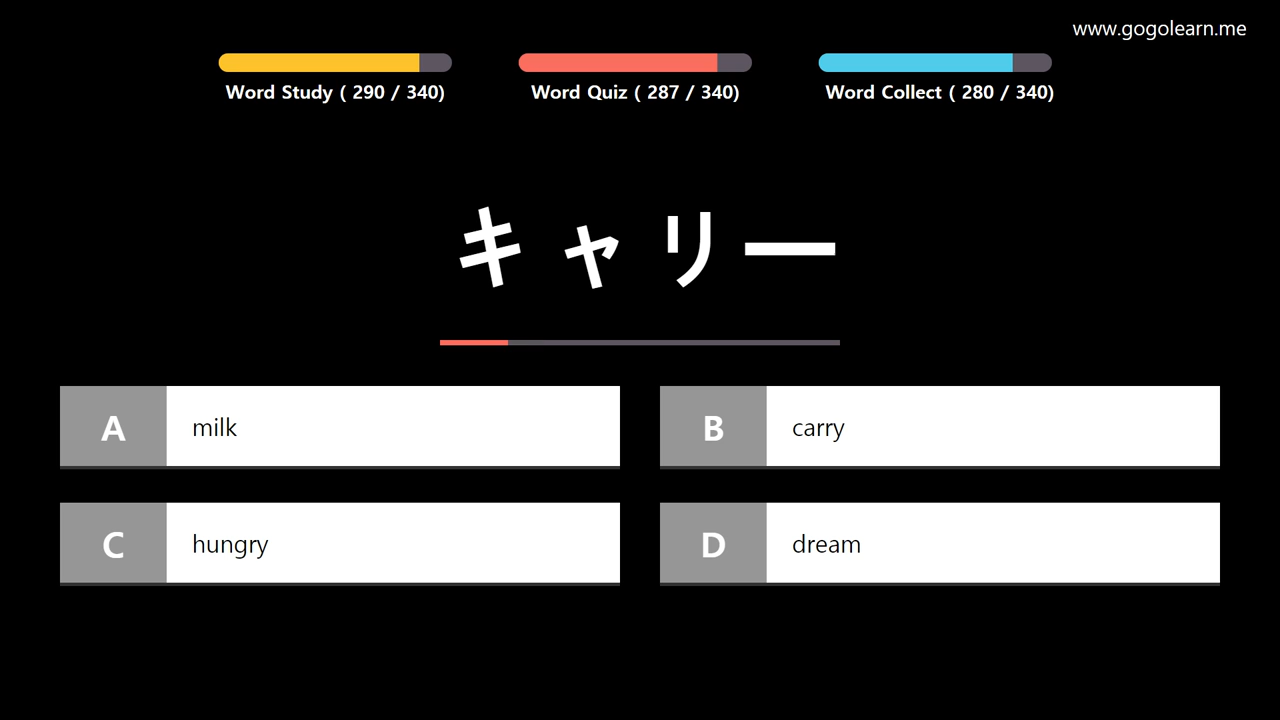 www.gogolearn.me
Word Study ( 290 / 340)
Word Quiz ( 287 / 340)
Word Collect ( 280 / 340)
キャリー
A milk
B carry
C hungry
D dream